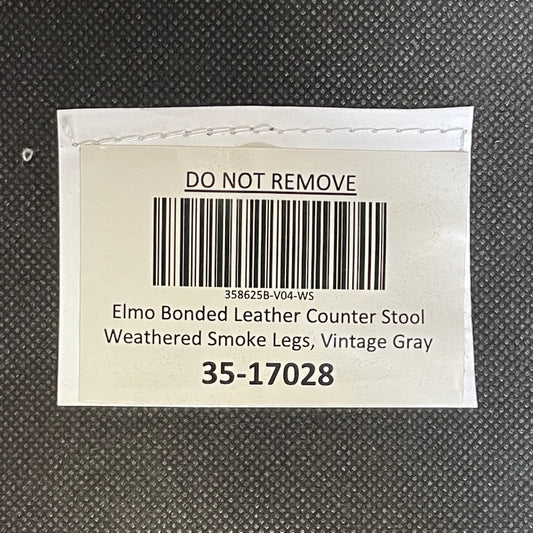 DO NOT REMOVE
358625B-V04-WS
Elmo Bonded Leather Counter Stool
Weathered Smoke Legs, Vintage Gray
35-17028